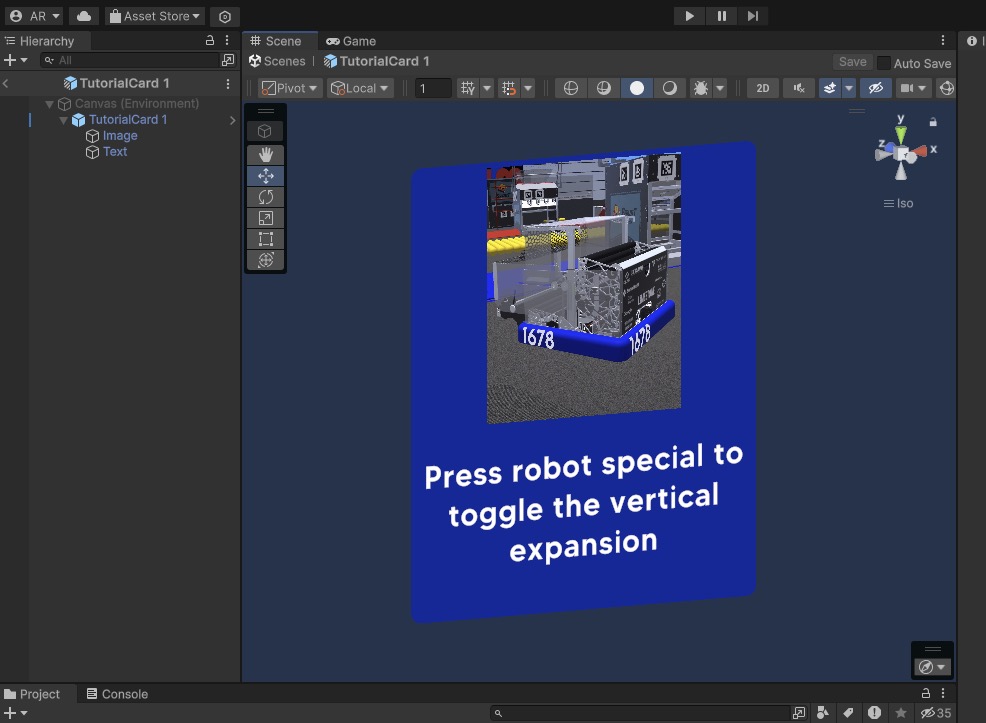 AR
Asset Store
Hierarchy
All
TutorialCard 1
Canvas (Environment)
TutorialCard 1
Image
Text
Scene
Game
Scenes
TutorialCard 1
Save
Auto Save
Pivot
Local
1
2D
y
z
x
Iso
1678
1678
Press robot special to
toggle the vertical
expansion
Project
Console
35